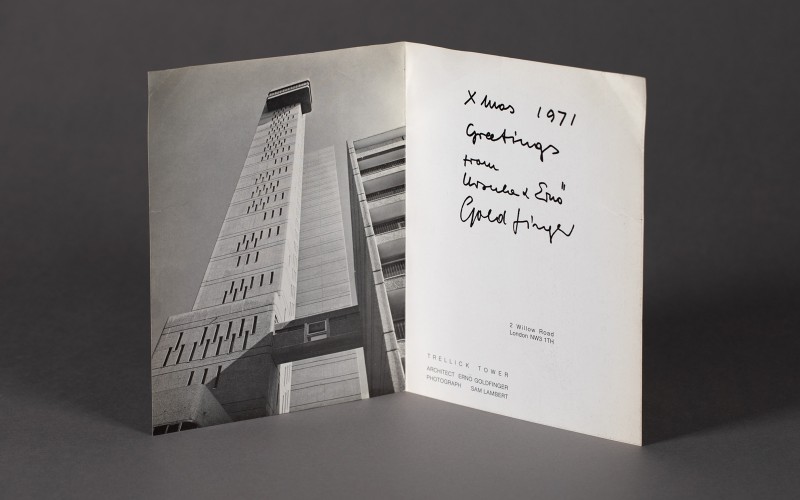 Xmas 1971
Greetings
from
Ursula & Ernö
Goldfinger
2 Willow Road
London NW3 1TH
TRELLICK TOWER
ARCHITECT ERNO GOLDFINGER
PHOTOGRAPH SAM LAMBERT